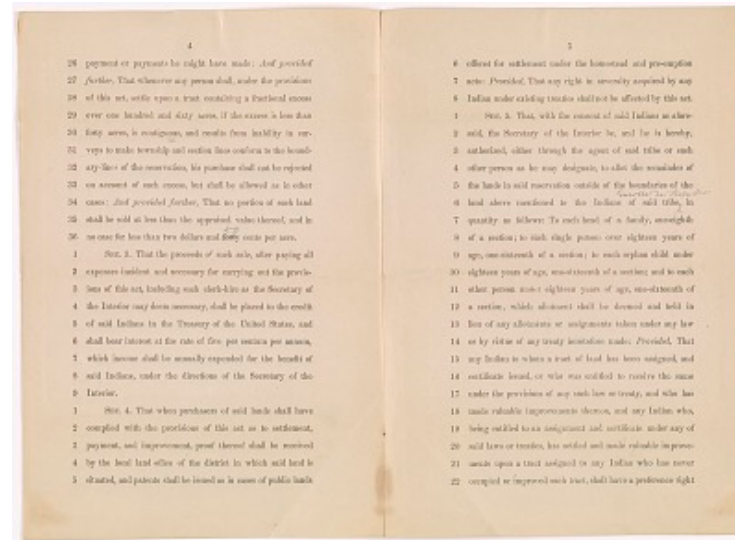 4
26 payment or payments he might have made: And provided
27 further, That whenever any person shall, under the provisions
28 of this act, settle upon a tract containing a fractional excess
29 over one hundred and sixty acres, if the excess is less than
30 forty acres, is contiguous, and results from inability in sur-
31 veys to make township and section lines conform to the bound-
32 ary-lines of the reservation, his purchase shall not be rejected
33 on account of such excess, but shall be allowed as in other
34 cases: And provided further, That no portion of such land
35 shall be sold at less than the appraised value thereof, and in
36 no case for less than two dollars and cents per acre.
1 SEC. 3. That the proceeds of such sale, after paying all
2 expenses incident and necessary for carrying out the provis-
3 ions of this act, including such clerk-hire as the Secretary of
4 the Interior may deem necessary, shall be placed to the credit
5 of said Indians in the Treasury of the United States, and
6 shall bear interest at the rate of five per centum per annum,
7 which income shall be annually expended for the benefit of
8 said Indians, under the directions of the Secretary of the
9 Interior.
1 SEC. 4. That when purchasers of said lands shall have
2 complied with the provisions of this act as to settlement,
3 payment, and improvement, proof thereof shall be received
4 by the local land office of the district in which said land is
5 situated, and patents shall be issued as in cases of public lands
5
6 offered for settlement under the homestead and pre-emption
7 acts: Provided, That any right in severalty acquired by any
8 Indian under existing treaties shall not be affected by this act.
1 SEC. 5. That, with the consent of said Indians as afore-
2 said, the Secretary of the Interior be, and he is hereby,
3 authorized, either through the agent of said tribe or such
4 other person as he may designate, to allot the remainder of
5 the lands in said reservation outside of the boundaries of the
6 land above mentioned to the Indians of said tribe, in
7 quantity as follows: To each head of a family, one-eighth
8 of a section; to each single person over eighteen years of
9 age, one-sixteenth of a section; to each orphan child under
10 eighteen years of age, one-sixteenth of a section; and to each
11 other person under eighteen years of age, one-sixteenth of
12 a section, which allotment shall be deemed and held in
13 lieu of any allotments or assignments taken under any law
14 or by virtue of any treaty heretofore made: Provided, That
15 any Indian to whom a tract of land has been assigned, and
16 certificate issued, or who was entitled to receive the same
17 under the provisions of any such law or treaty, and who has
18 made valuable improvements thereon, and any Indian who,
19 being entitled to an assignment and certificate under any of
20 said laws or treaties, has settled and made valuable improve-
21 ments upon a tract assigned to any Indian who has never
22 occupied or improved such tract, shall have a preference right